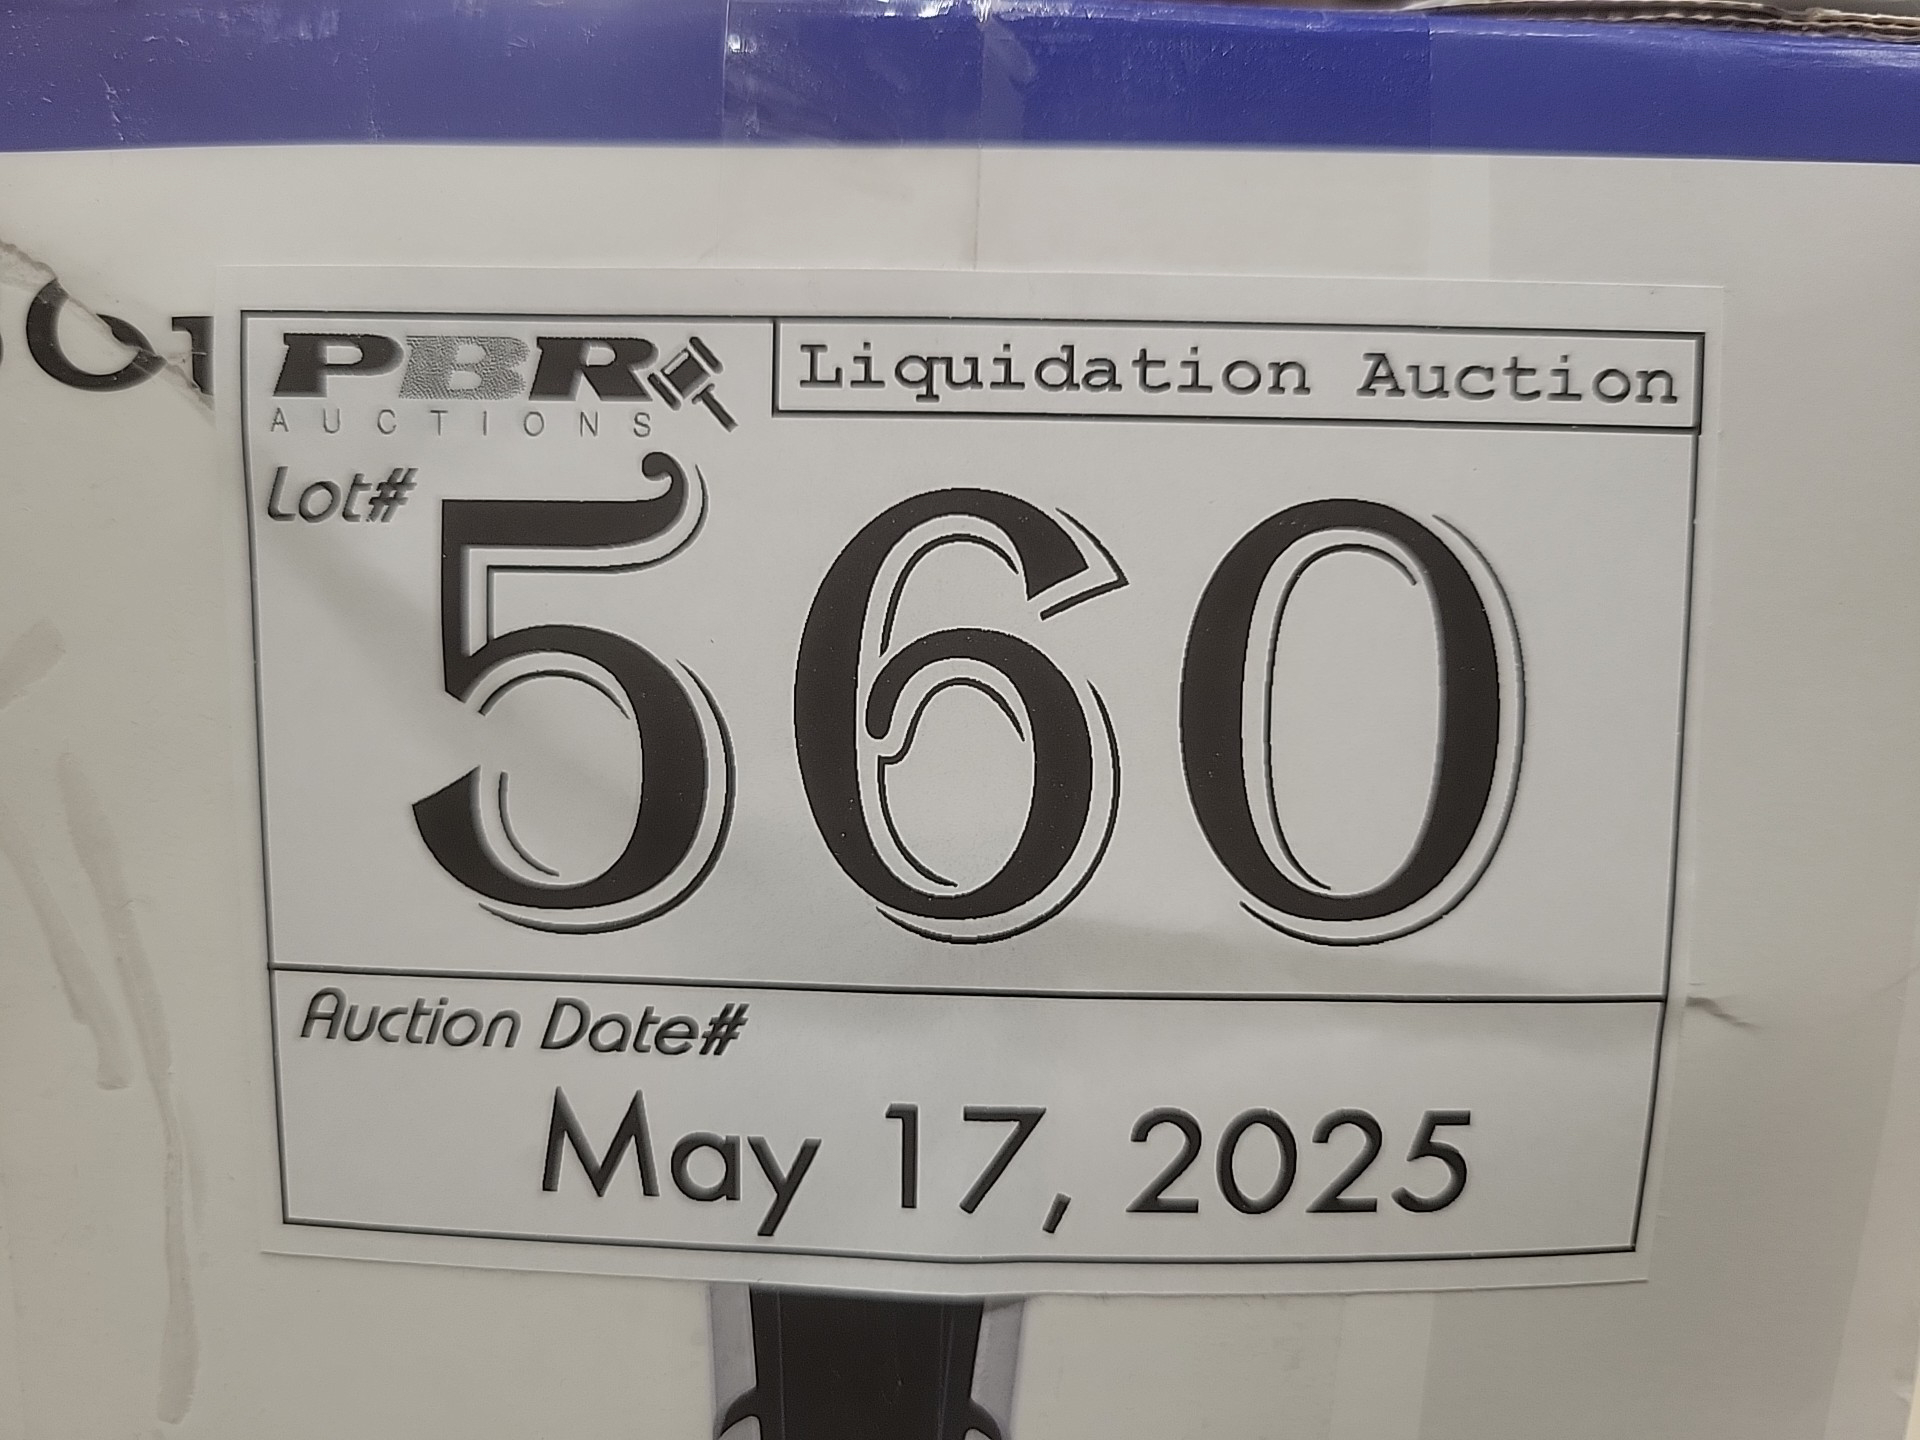 PBR
AUCTIONS
Liquidation Auction
Lot#
560
Auction Date#
May 17, 2025